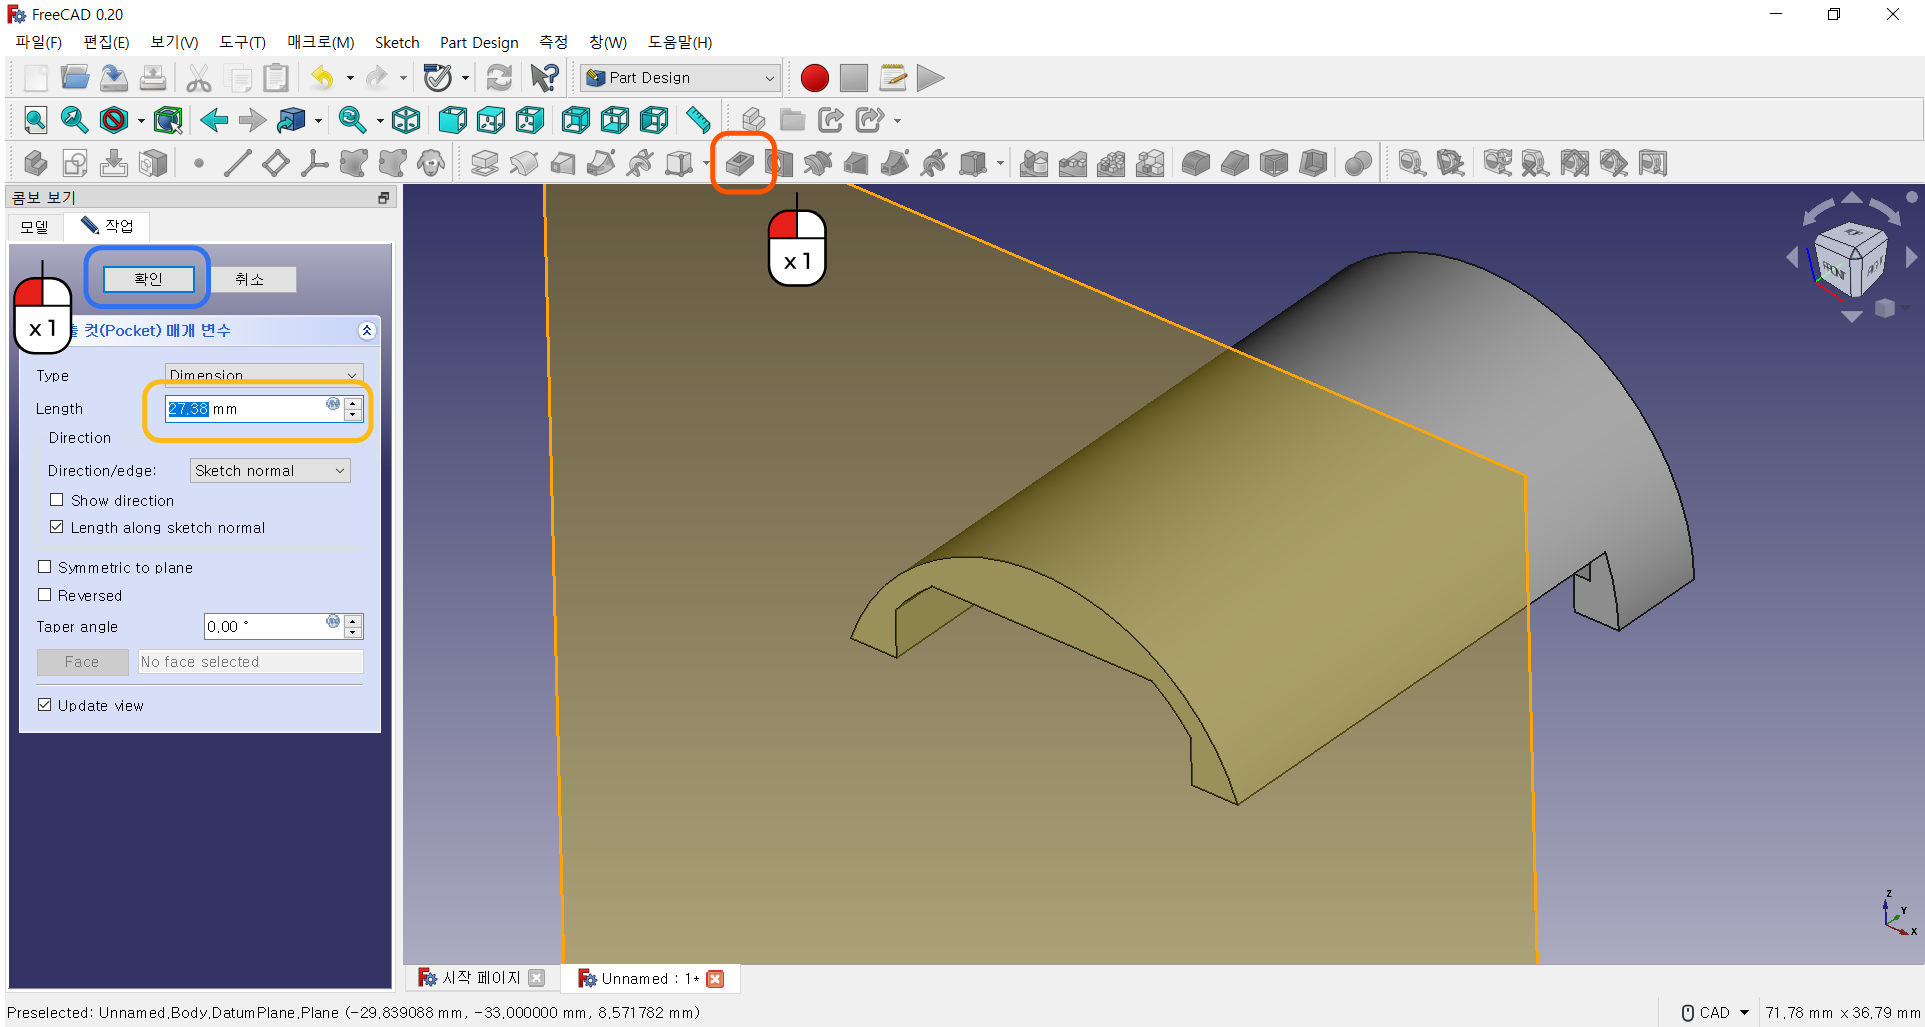 FreeCAD 0.20
파일(F) 편집(E) 보기(V) 도구(T) 매크로(M) Sketch Part Design 측정 창(W) 도움말(H)
Part Design
콤보 보기
모델 작업
확인 취소
x 1
x 1
컷(Pocket) 매개 변수
Type Dimension
Length 27,38 mm
Direction
Direction/edge: Sketch normal
Show direction
Length along sketch normal
Symmetric to plane
Reversed
Taper angle 0,00 °
Face No face selected
Update view
TOP
FRONT
Z
Y
X
시작 페이지 Unnamed : 1*
Preselected: Unnamed,Body,DatumPlane,Plane (-29,839088 mm, -33,000000 mm, 8,571782 mm)
CAD 71,78 mm x 36,79 mm